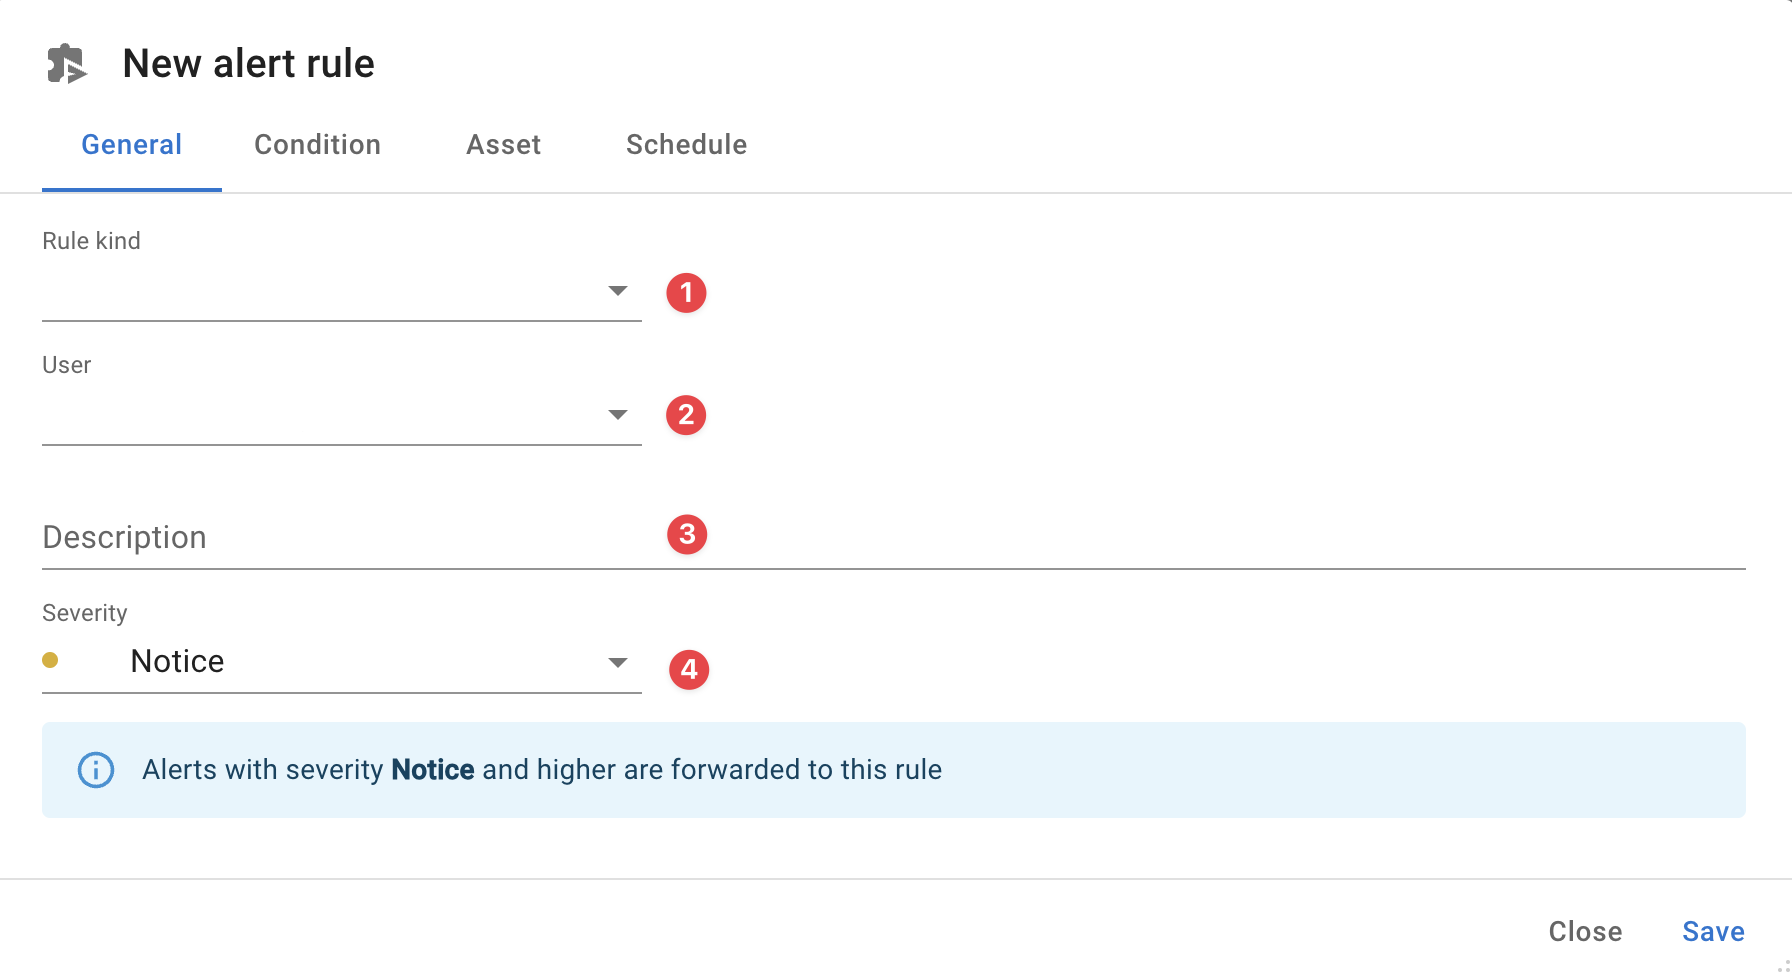 New alert rule
General Condition Asset Schedule
Rule kind
1
User
2
Description 3
Severity
Notice 4
Alerts with severity Notice and higher are forwarded to this rule
Close Save